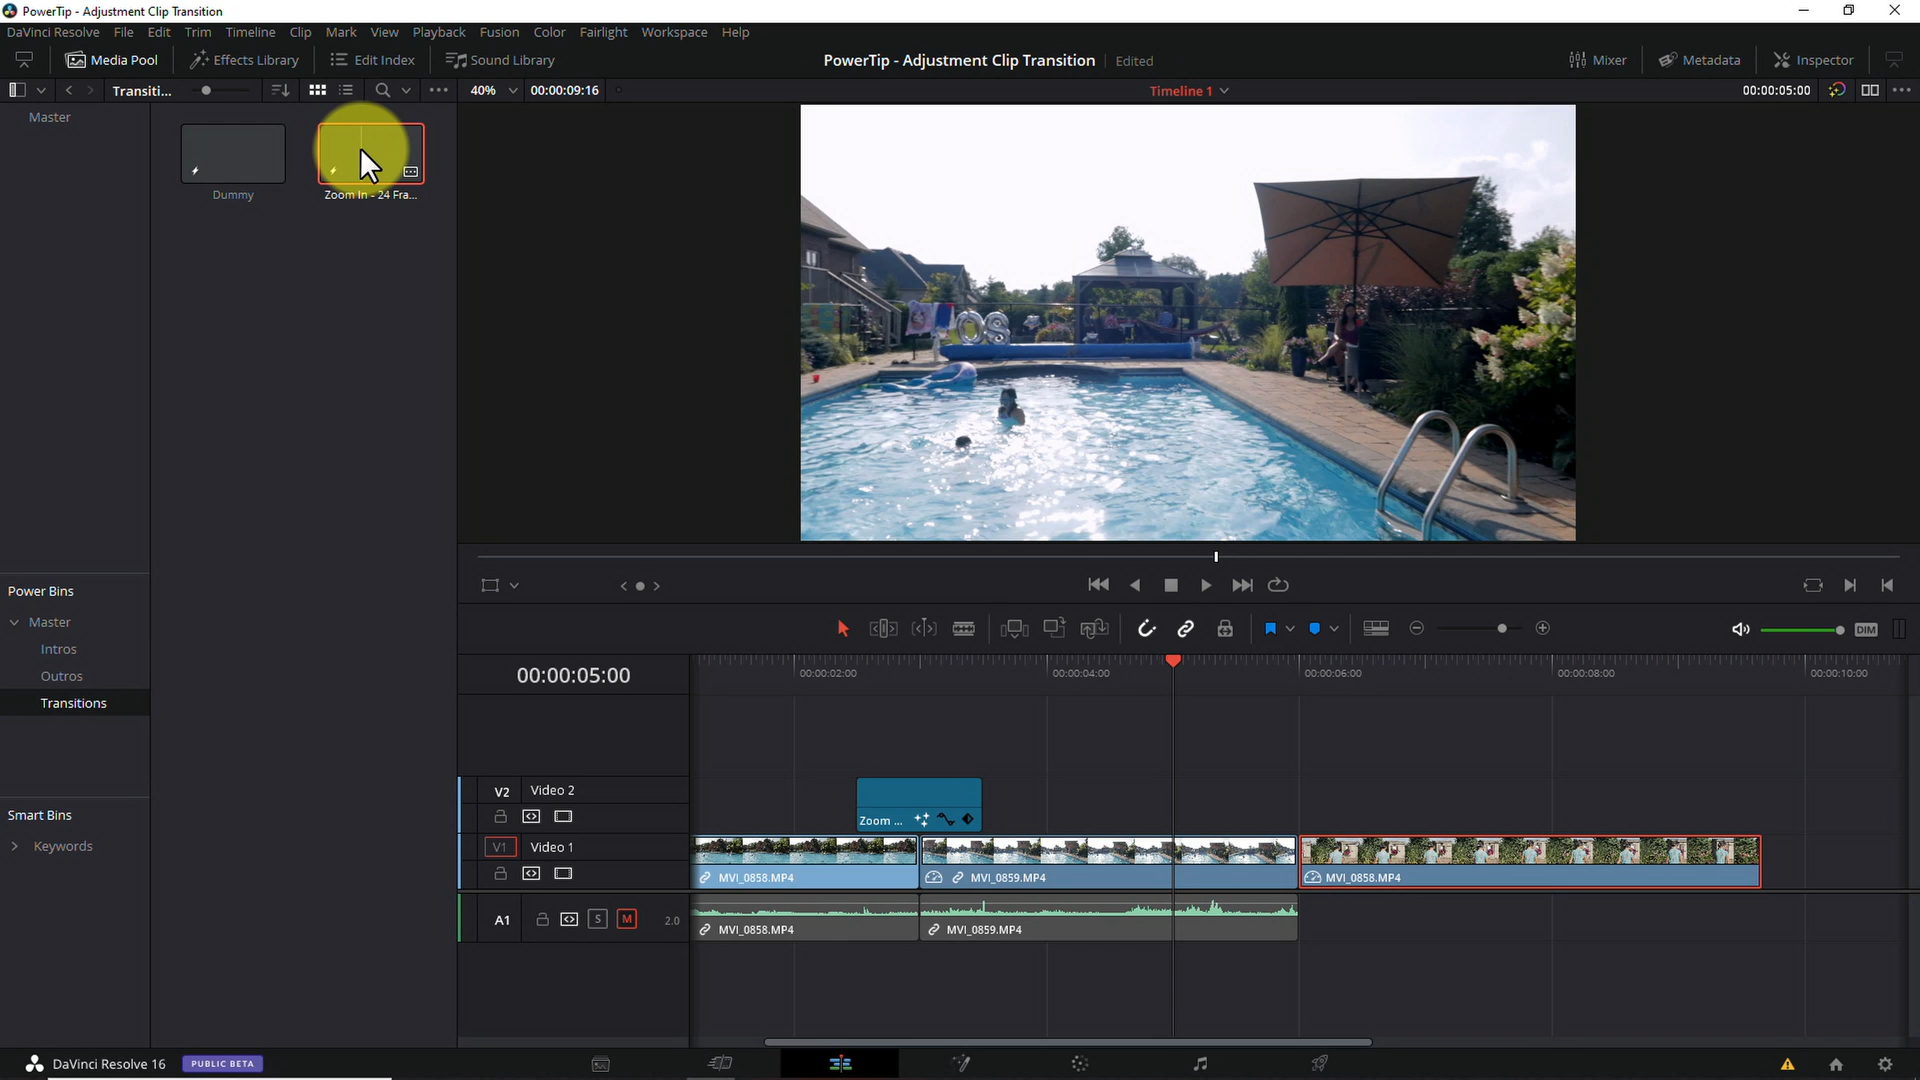 PowerTip - Adjustment Clip Transition
DaVinci Resolve File Edit Trim Timeline Clip Mark View Playback Fusion Color Fairlight Workspace Help
Media Pool Effects Library Edit Index Sound Library PowerTip - Adjustment Clip Transition Edited Mixer Metadata Inspector
Transiti... 40% 00:00:09:16 Timeline 1 00:00:05:00
Master
Dummy Zoom In - 24 Fra...
Power Bins
Master
Intros
Outros
Transitions
Smart Bins
Keywords
DIM
00:00:05:00 00:00:02:00 00:00:04:00 00:00:06:00 00:00:08:00 00:00:10:00
V2 Video 2
Zoom ...
V1 Video 1
MVI_0858.MP4 MVI_0859.MP4 MVI_0858.MP4
A1 S M 2.0
MVI_0858.MP4 MVI_0859.MP4
DaVinci Resolve 16 PUBLIC BETA